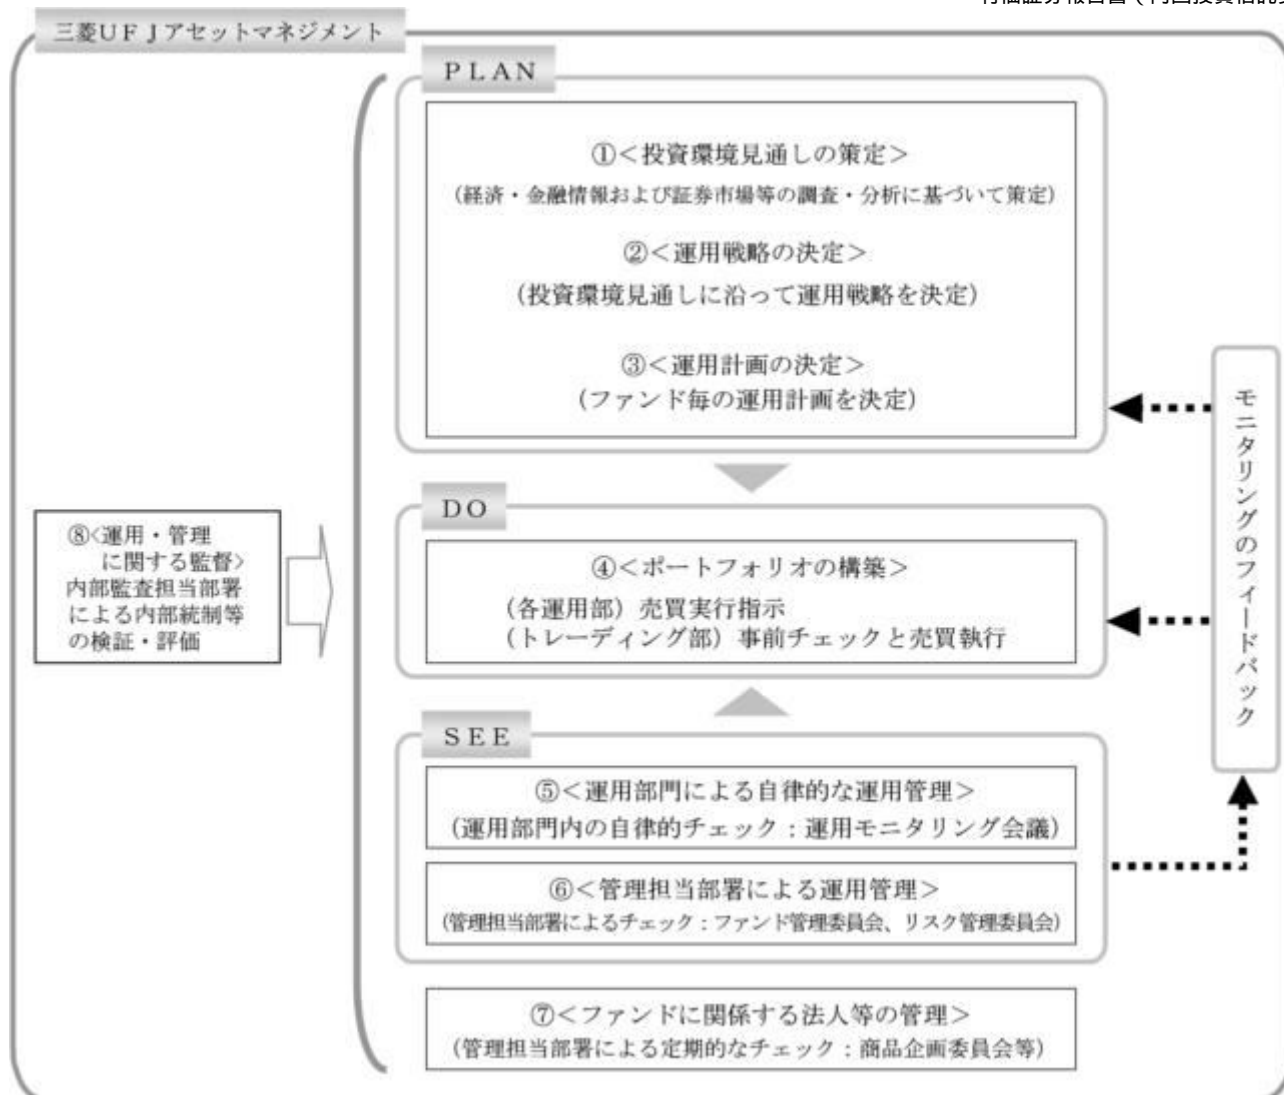 三菱UFJアセットマネジメント
PLAN
①<投資環境見通しの策定>
(経済・金融情報および証券市場等の調査・分析に基づいて策定)
②<運用戦略の決定>
(投資環境見通しに沿って運用戦略を決定)
③<運用計画の決定>
(ファンド毎の運用計画を決定)
DO
④<ポートフォリオの構築>
(各運用部)売買実行指示
(トレーディング部)事前チェックと売買執行
SEE
⑤<運用部門による自律的な運用管理>
(運用部門内の自律的チェック:運用モニタリング会議)
⑥<管理担当部署による運用管理>
(管理担当部署によるチェック:ファンド管理委員会、リスク管理委員会)
⑦<ファンドに関係する法人等の管理>
(管理担当部署による定期的なチェック:商品企画委員会等)
⑧<運用・管理
に関する監督>
内部監査担当部署
による内部統制等
の検証・評価
モニタリングのフィードバック